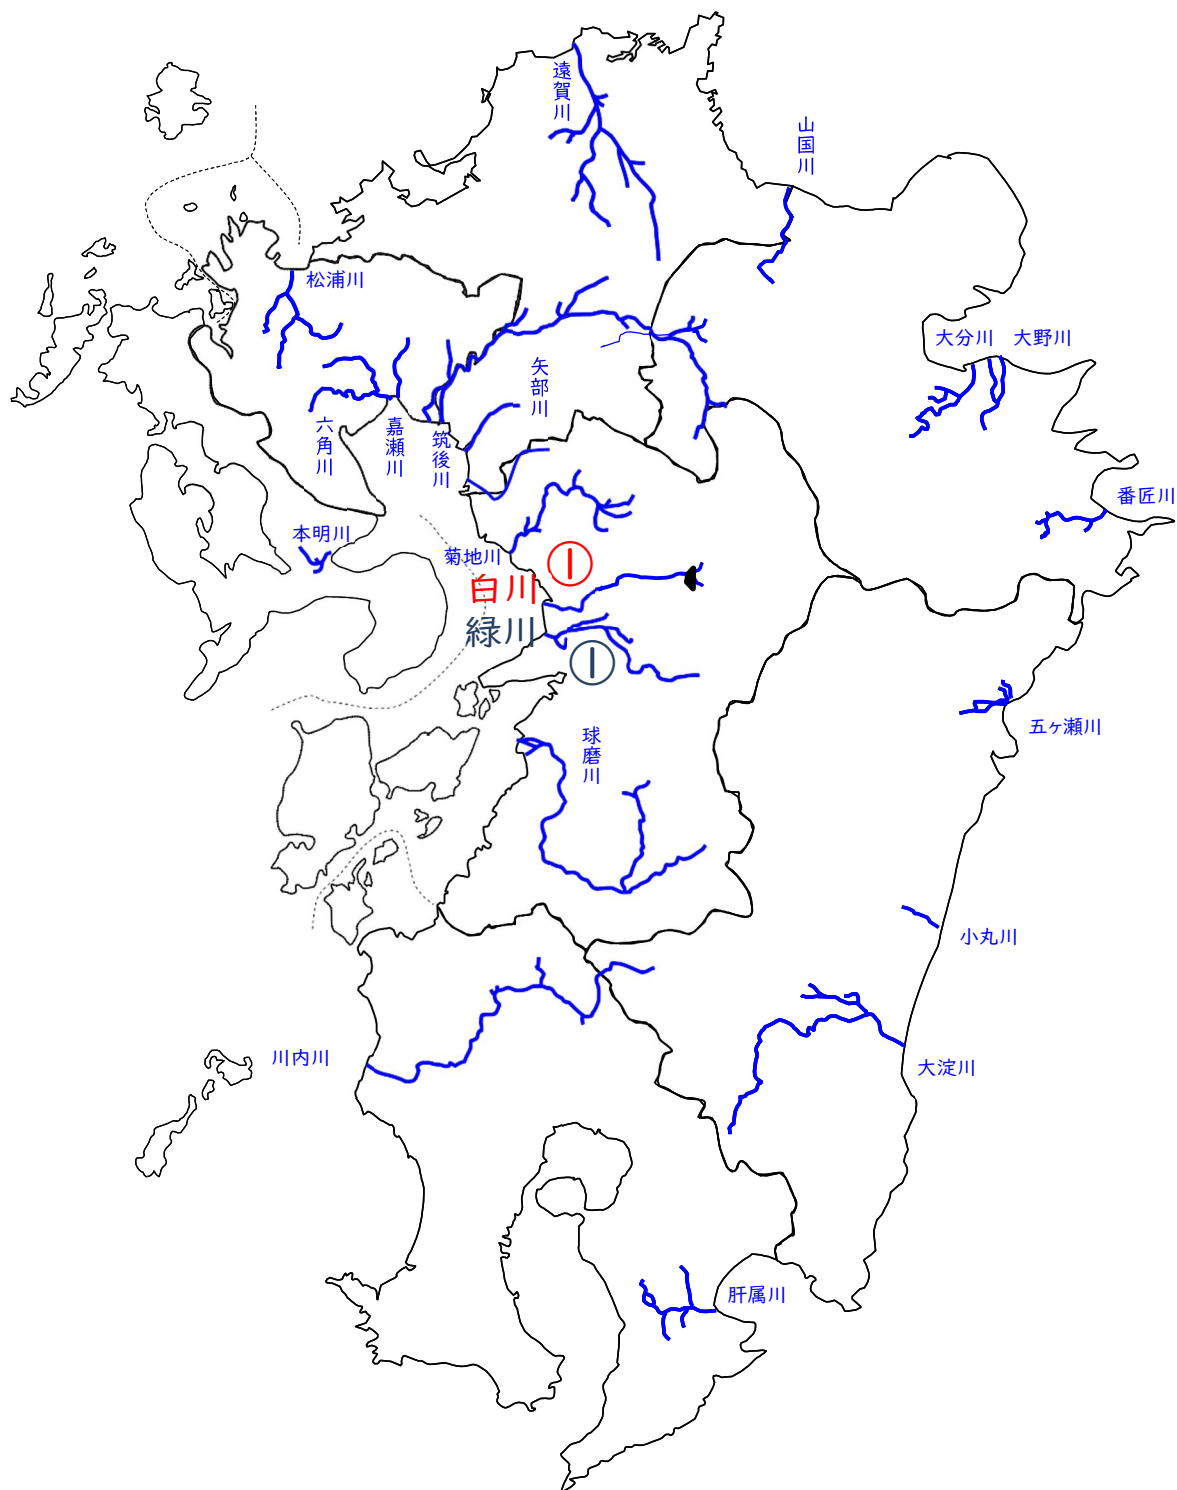 遠賀川
山国川
松浦川
大分川
大野川
矢部川
六角川
嘉瀬川
筑後川
番匠川
本明川
菊地川
①
白川
緑川
①
五ヶ瀬川
球磨川
小丸川
川内川
大淀川
肝属川